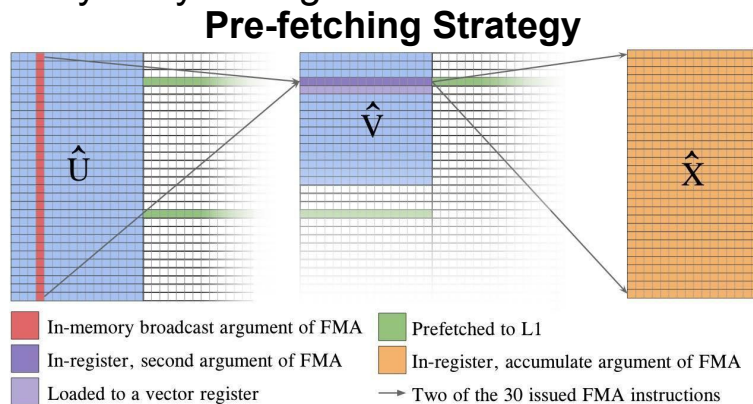 Pre-fetching Strategy
Û
V̂
X̂
In-memory broadcast argument of FMA
Prefetched to L1
In-register, second argument of FMA
In-register, accumulate argument of FMA
Loaded to a vector register
Two of the 30 issued FMA instructions